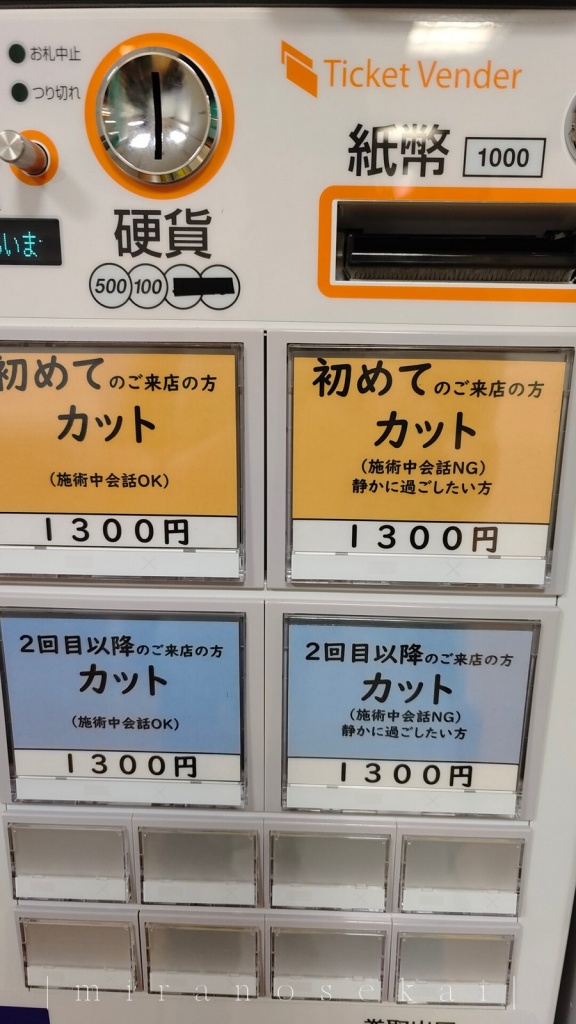 お札中止
つり切れ
Ticket Vender
紙幣 1000
硬貨
500 100
いま
初めてのご来店の方
カット
(施術中会話OK)
1300円
初めてのご来店の方
カット
(施術中会話NG)
静かに過ごしたい方
1300円
2回目以降のご来店の方
カット
(施術中会話OK)
1300円
2回目以降のご来店の方
カット
(施術中会話NG)
静かに過ごしたい方
1300円
| m i r a n o s e k a i |